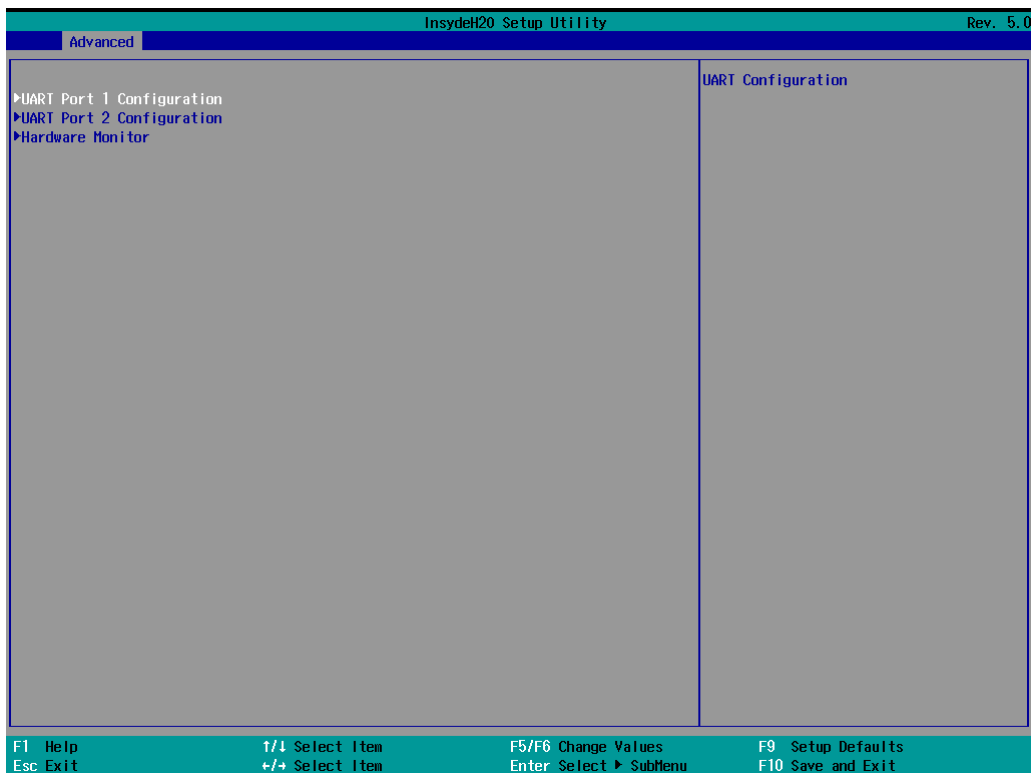 InsydeH20 Setup Utility Rev. 5.0
Advanced
UART Configuration
▶UART Port 1 Configuration
▶UART Port 2 Configuration
▶Hardware Monitor
F1 Help ↑/↓ Select Item F5/F6 Change Values F9 Setup Defaults
Esc Exit ←/→ Select Item Enter Select ▶ SubMenu F10 Save and Exit